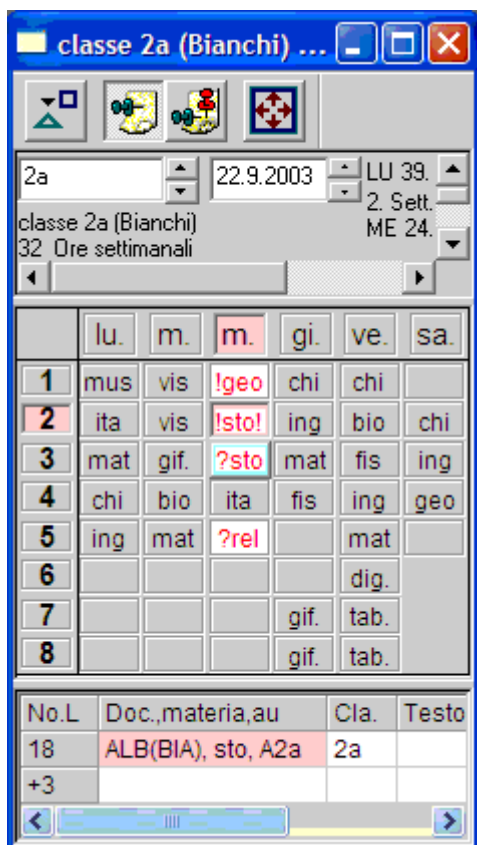 classe 2a (Bianchi) ...
2a 22.9.2003 LU 39.
2. Sett.
classe 2a (Bianchi) ME 24.
32 Ore settimanali
lu. m. m. gi. ve. sa.
1 mus vis !geo chi chi
2 ita vis !sto! ing bio chi
3 mat gif. ?sto mat fis ing
4 chi bio ita fis ing geo
5 ing mat ?rel mat
6 dig.
7 gif. tab.
8 gif. tab.
No.L Doc.,materia,au Cla. Testo
18 ALB(BIA), sto, A2a 2a
+3